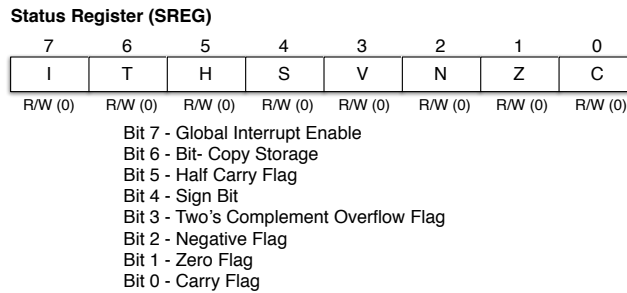 Status Register (SREG)
7 6 5 4 3 2 1 0
I T H S V N Z C
R/W (0) R/W (0) R/W (0) R/W (0) R/W (0) R/W (0) R/W (0) R/W (0)
Bit 7 - Global Interrupt Enable
Bit 6 - Bit- Copy Storage
Bit 5 - Half Carry Flag
Bit 4 - Sign Bit
Bit 3 - Two's Complement Overflow Flag
Bit 2 - Negative Flag
Bit 1 - Zero Flag
Bit 0 - Carry Flag